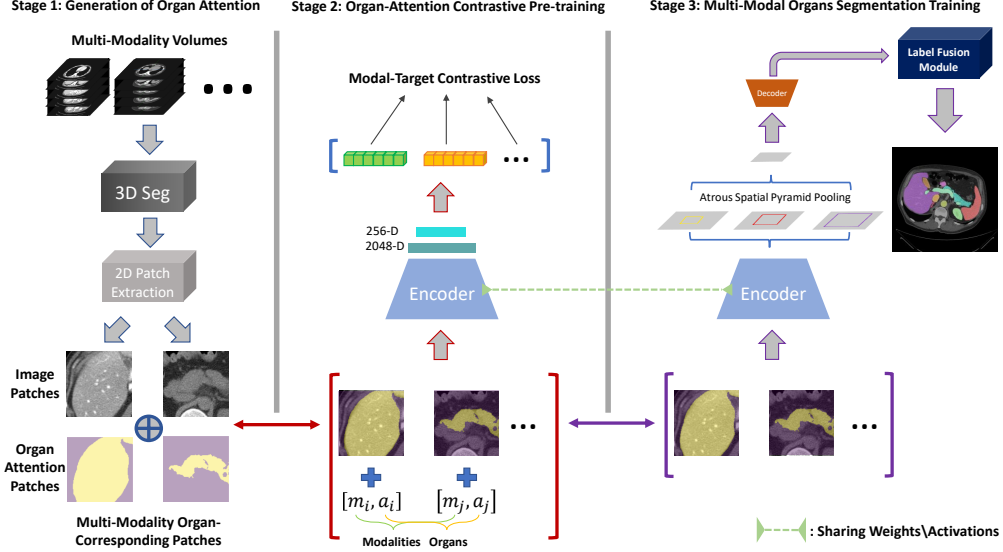 Stage 1: Generation of Organ Attention
Multi-Modality Volumes
3D Seg
2D Patch
Extraction
Image
Patches
Organ
Attention
Patches
Multi-Modality Organ-
Corresponding Patches
Stage 2: Organ-Attention Contrastive Pre-training
Modal-Target Contrastive Loss
256-D
2048-D
Encoder
[m_i, a_i]
[m_j, a_j]
Modalities Organs
Stage 3: Multi-Modal Organs Segmentation Training
Label Fusion
Module
Decoder
Atrous Spatial Pyramid Pooling
Encoder
: Sharing Weights\Activations